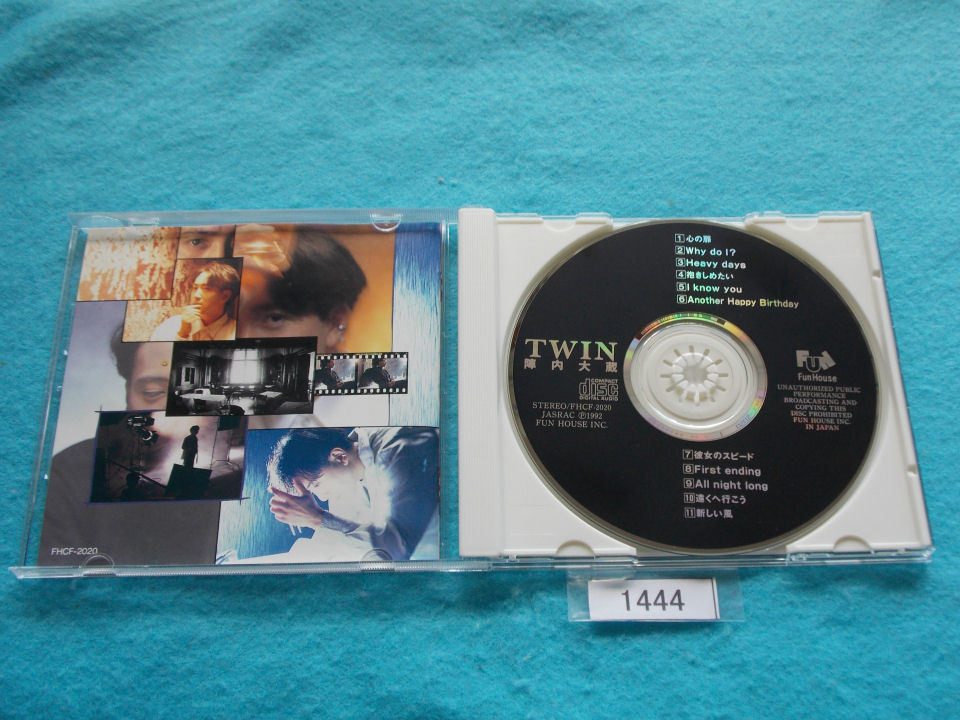 FHCF-2020
1 心の扉
2 Why do I?
3 Heavy days
4 抱きしめたい
5 I know you
6 Another Happy Birthday
TWIN
陣内大蔵
COMPACT
disc
DIGITAL AUDIO
STEREO/FHCF-2020
JASRAC Ⓟ1992
FUN HOUSE INC.
Fun
Fun House
UNAUTHORIZED PUBLIC
PERFORMANCE
BROADCASTING AND
COPYING THIS
DISC PROHIBITED
FUN HOUSE INC.
IN JAPAN
7 彼女のスピード
8 First ending
9 All night long
10 遠くへ行こう
11 新しい風
1444